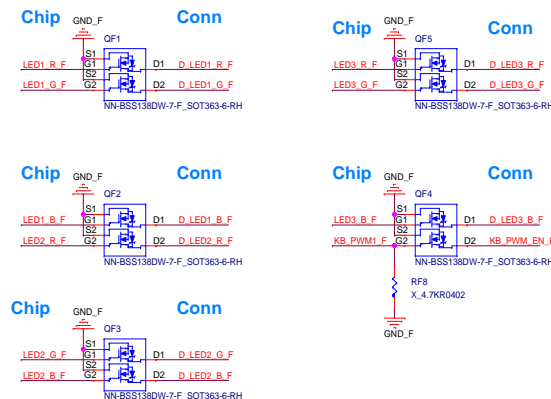 GND_F
Chip
Conn
QF1
S1
LED1_R_F
G1
D1
D_LED1_R_F
S2
LED1_G_F
G2
D2
D_LED1_G_F
NN-BSS138DW-7-F_SOT363-6-RH
GND_F
Chip
Conn
QF5
S1
LED3_R_F
G1
D1
D_LED3_R_F
S2
LED3_G_F
G2
D2
D_LED3_G_F
NN-BSS138DW-7-F_SOT363-6-RH
Chip
GND_F
Conn
QF2
S1
LED1_B_F
G1
D1
D_LED1_B_F
S2
LED2_R_F
G2
D2
D_LED2_R_F
NN-BSS138DW-7-F_SOT363-6-RH
Chip
GND_F
Conn
QF4
S1
LED3_B_F
G1
D1
D_LED3_B_F
S2
KB_PWM1_F
G2
D2
KB_PWM_EN_
NN-BSS138DW-7-F_SOT363-6-RH
RF8
X_4.7KR0402
GND_F
Chip
GND_F
Conn
QF3
S1
LED2_G_F
G1
D1
D_LED2_G_F
S2
LED2_B_F
G2
D2
D_LED2_B_F
NN-BSS138DW-7-F_SOT363-6-RH